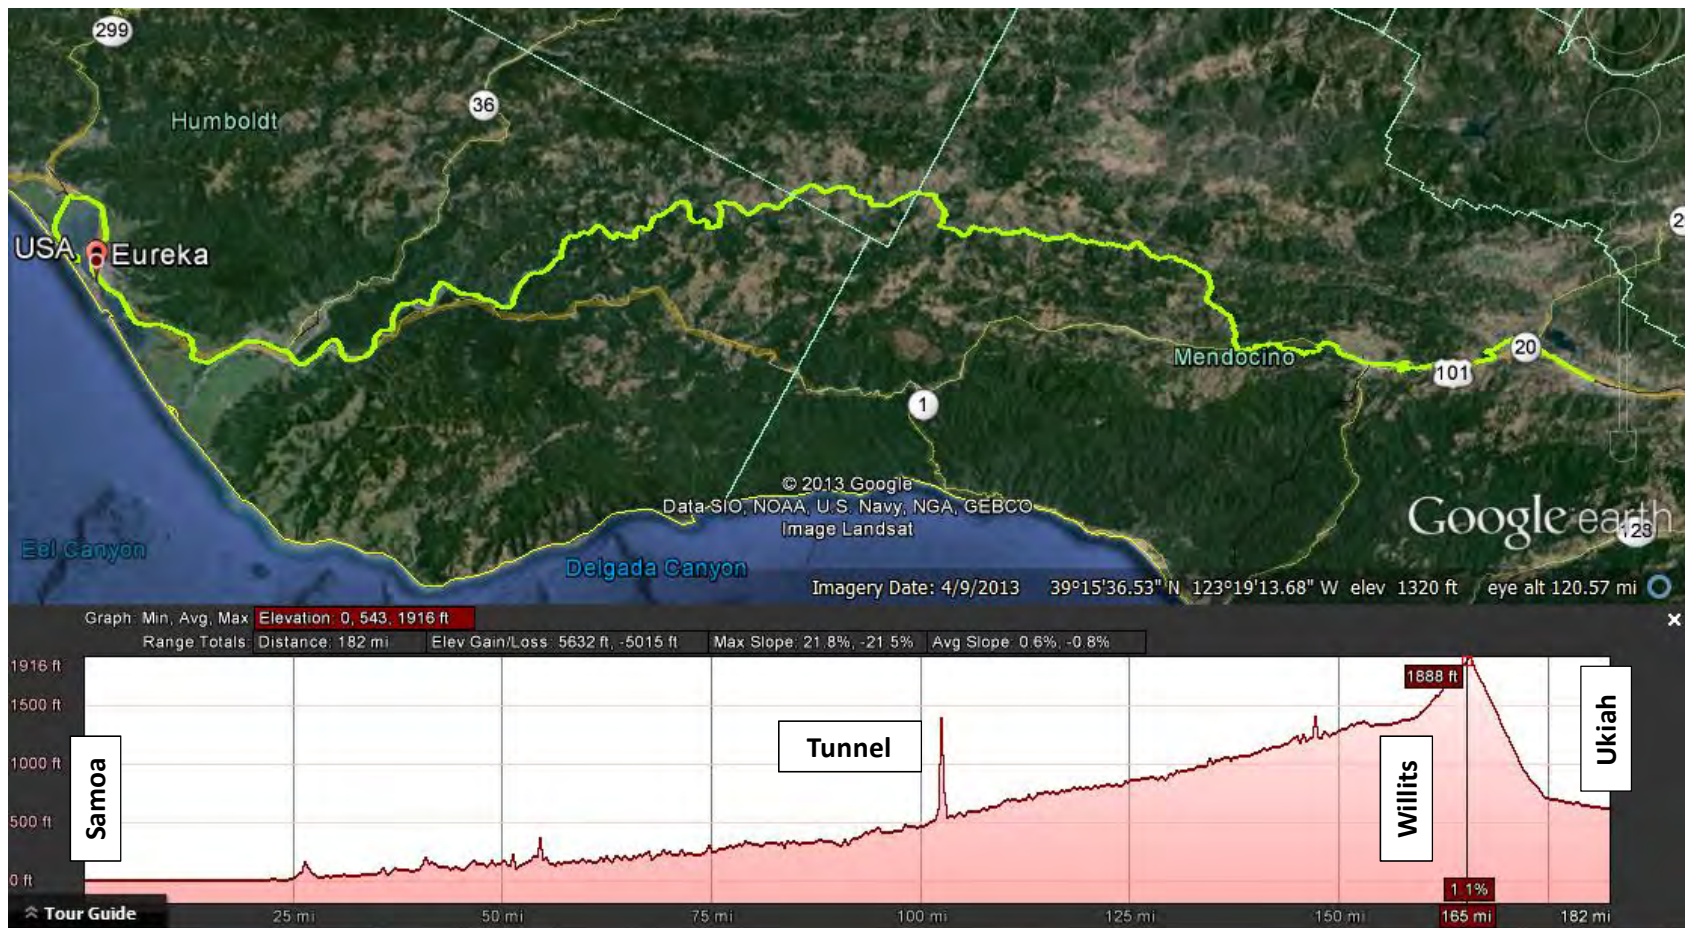 299
36
Humboldt
2
USA
Eureka
20
Mendocino
101
1
© 2013 Google
Data SIO, NOAA, U.S. Navy, NGA, GEBCO
Image Landsat
Google earth
128
Eel Canyon
Delgada Canyon
Imagery Date: 4/9/2013 39º15'36.53" N 123º19'13.68" W elev 1320 ft eye alt 120.57 mi
Graph: Min, Avg, Max Elevation: 0, 543, 1916 ft
Range Totals: Distance: 182 mi Elev Gain/Loss: 5632 ft, -5015 ft Max Slope: 21.8%, -21.5% Avg Slope: 0.6%, -0.8%
1916 ft
1888 ft
1500 ft
Tunnel
1000 ft
500 ft
0 ft
Samoa
Willits
Ukiah
1.1%
Tour Guide
25 mi 50 mi 75 mi 100 mi 125 mi 150 mi 165 mi 182 mi